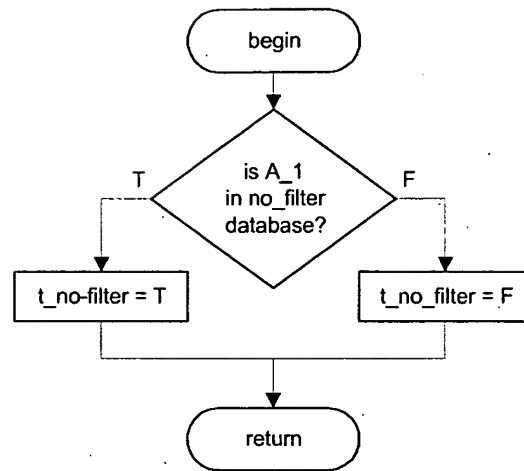 begin
T
is A_1
in no_filter
database?
F
t_no-filter = T
t_no_filter = F
return